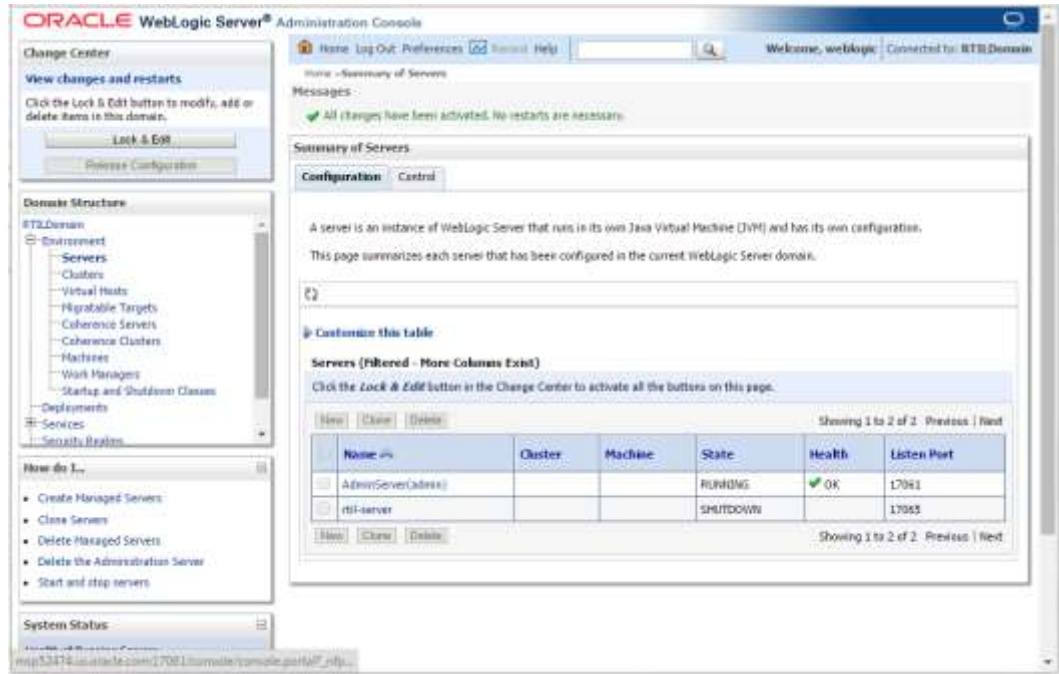 ORACLE WebLogic Server® Administration Console
Change Center
View changes and restarts
Click the Lock & Edit button to modify, add or
delete items in this domain.
Lock & Edit
Release Configuration
Domain Structure
RTILDomain
Environment
Servers
Clusters
Virtual Hosts
Migratable Targets
Coherence Servers
Coherence Clusters
Machines
Work Managers
Startup and Shutdown Classes
Deployments
Services
Security Realms
How do I...
Create Managed Servers
Clone Servers
Delete Managed Servers
Delete the Administration Server
Start and stop servers
System Status
Health of Running Servers
Home Log Out Preferences Record Help
Welcome, weblogic Connected to: RTILDomain
Home >Summary of Servers
Messages
All changes have been activated. No restarts are necessary.
Summary of Servers
Configuration Control
A server is an instance of WebLogic Server that runs in its own Java Virtual Machine (JVM) and has its own configuration.
This page summarizes each server that has been configured in the current WebLogic Server domain.
Customize this table
Servers (Filtered - More Columns Exist)
Click the Lock & Edit button in the Change Center to activate all the buttons on this page.
New Clone Delete Showing 1 to 2 of 2 Previous | Next
Name Cluster Machine State Health Listen Port
AdminServer(admin) RUNNING OK 17061
rtil-server SHUTDOWN 17065
New Clone Delete Showing 1 to 2 of 2 Previous | Next